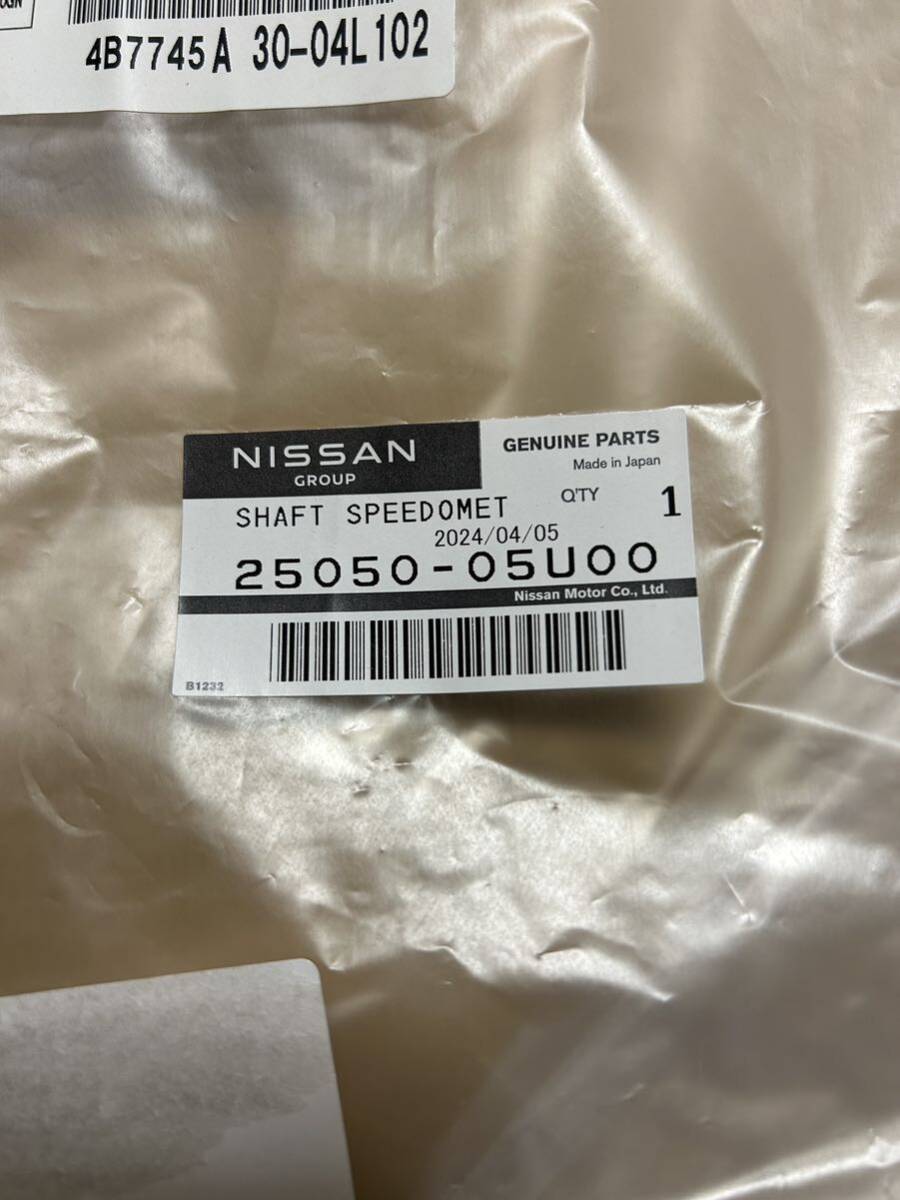 4B7745A 30-04L102
NISSAN
GROUP
GENUINE PARTS
Made in Japan
SHAFT SPEEDOMET
Q'TY 1
2024/04/05
25050-05U00
Nissan Motor Co., Ltd.
B1232